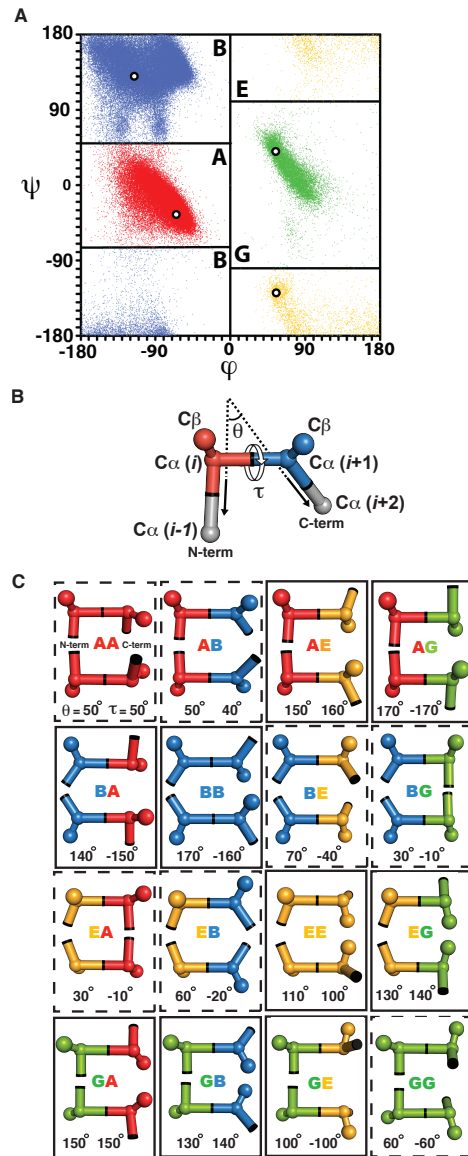 A
180
90
ψ 0
-90
-180
B
A
B
E
G
-180 -90 0 90 180
φ
B
Cβ
θ
Cβ
Cα (i)
Cα (i+1)
τ
Cα (i+2)
C-term
Cα (i-1)
N-term
C
N-term AA C-term
θ = 50° τ = 50°
AB
50° 40°
AE
150° 160°
AG
170° -170°
BA
140° -150°
BB
170° -160°
BE
70° -40°
BG
30° -10°
EA
30° -10°
EB
60° -20°
EE
110° 100°
EG
130° 140°
GA
150° 150°
GB
130° 140°
GE
100° -100°
GG
60° -60°